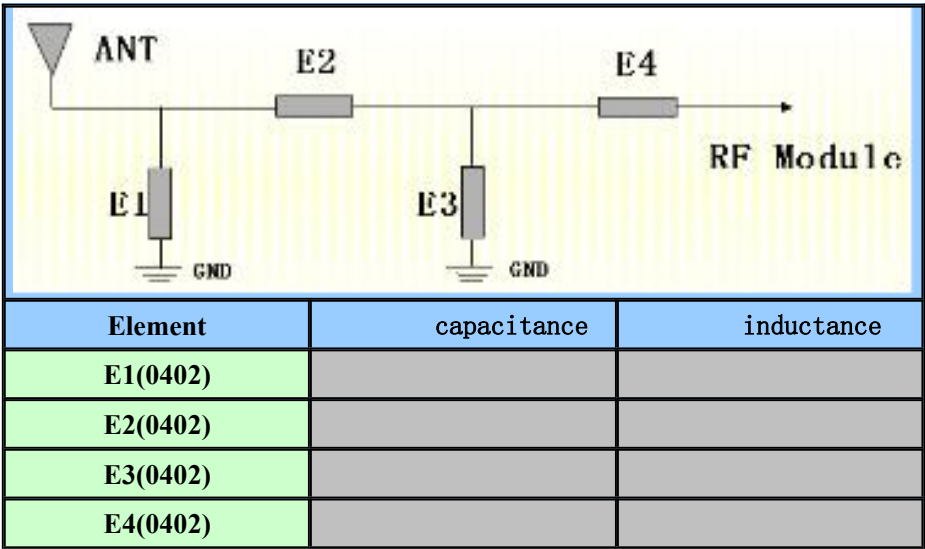 ANT
E2
E4
RF Module
E1
E3
GND
GND
Element capacitance inductance
E1(0402)
E2(0402)
E3(0402)
E4(0402)